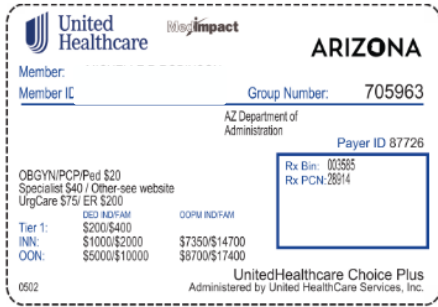 United
Healthcare
MedImpact
ARIZONA
Member:
Member ID
Group Number: 705963
AZ Department of
Administration
Payer ID 87726
Rx Bin: 003585
Rx PCN: 28914
OBGYN/PCP/Ped $20
Specialist $40 / Other-see website
UrgCare $75/ ER $200
DED IND/FAM OOPM IND/FAM
Tier 1: $200/$400
INN: $1000/$2000 $7350/$14700
OON: $5000/$10000 $8700/$17400
UnitedHealthcare Choice Plus
0502 Administered by United HealthCare Services, Inc.